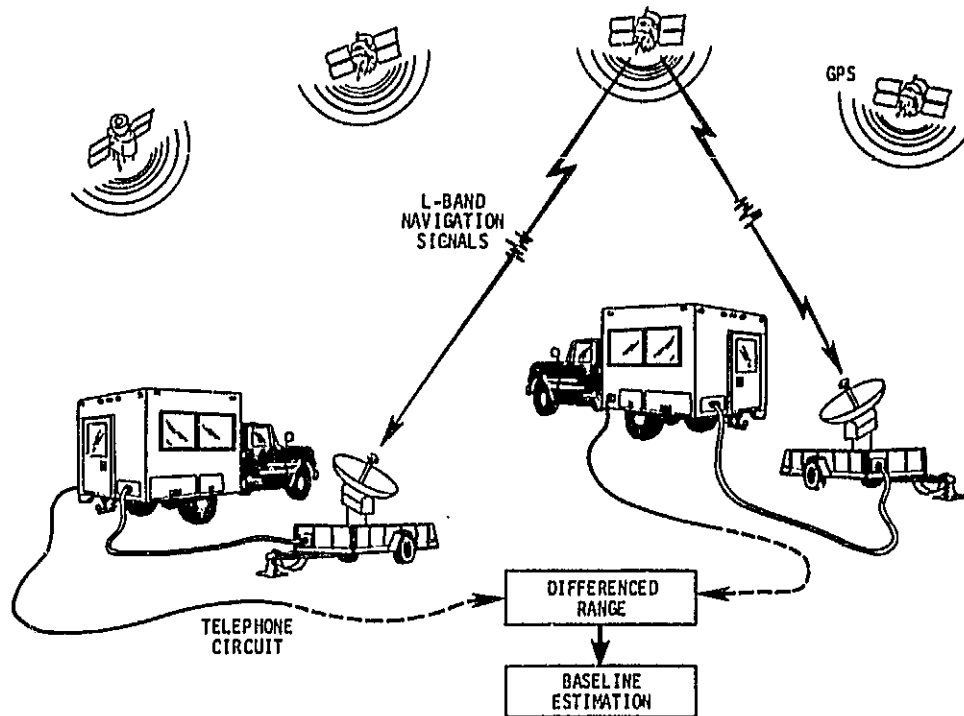 GPS
L-BAND
NAVIGATION
SIGNALS
DIFFERENCED
RANGE
TELEPHONE
CIRCUIT
BASELINE
ESTIMATION